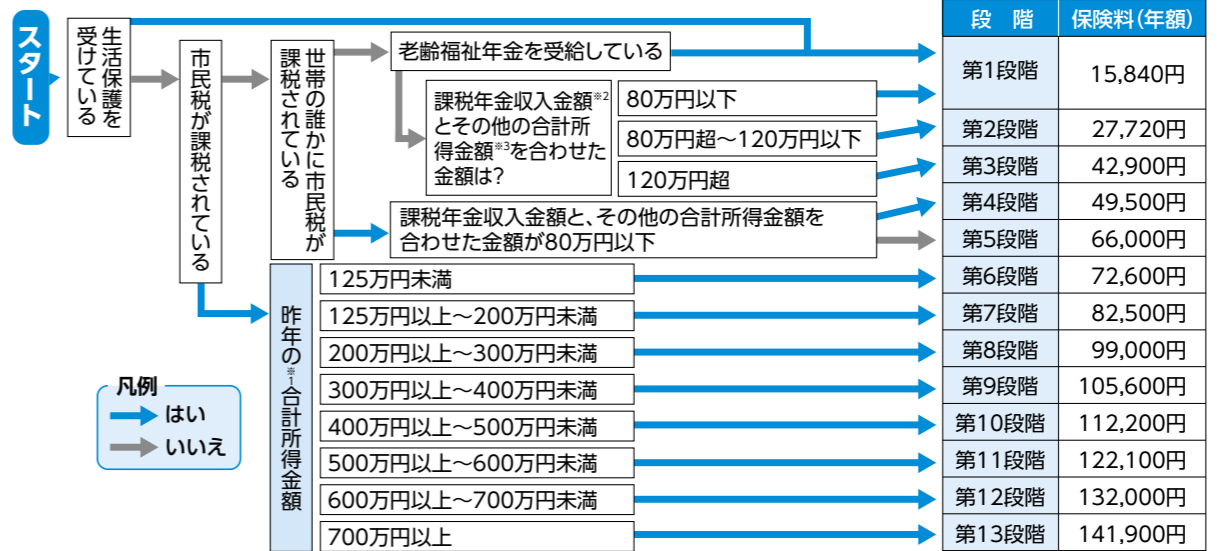 スタート
生活保護を
受けている
市民税が課税されている
世帯の誰かに市民税が
課税されている
老齢福祉年金を受給している
課税年金収入金額※2
とその他の合計所
得金額※3を合わせた
金額は?
80万円以下
80万円超～120万円以下
120万円超
課税年金収入金額と、その他の合計所得金額を
合わせた金額が80万円以下
昨年の※1合計所得金額
125万円未満
125万円以上～200万円未満
200万円以上～300万円未満
300万円以上～400万円未満
400万円以上～500万円未満
500万円以上～600万円未満
600万円以上～700万円未満
700万円以上
凡例
はい
いいえ
段 階 保険料(年額)
第1段階 15,840円
第2段階 27,720円
第3段階 42,900円
第4段階 49,500円
第5段階 66,000円
第6段階 72,600円
第7段階 82,500円
第8段階 99,000円
第9段階 105,600円
第10段階 112,200円
第11段階 122,100円
第12段階 132,000円
第13段階 141,900円